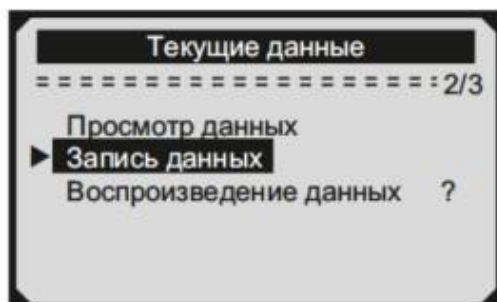 Текущие данные
= = = = = = = = = = = = = = = = = = = : 2/3
Просмотр данных
► Запись данных
Воспроизведение данных ?